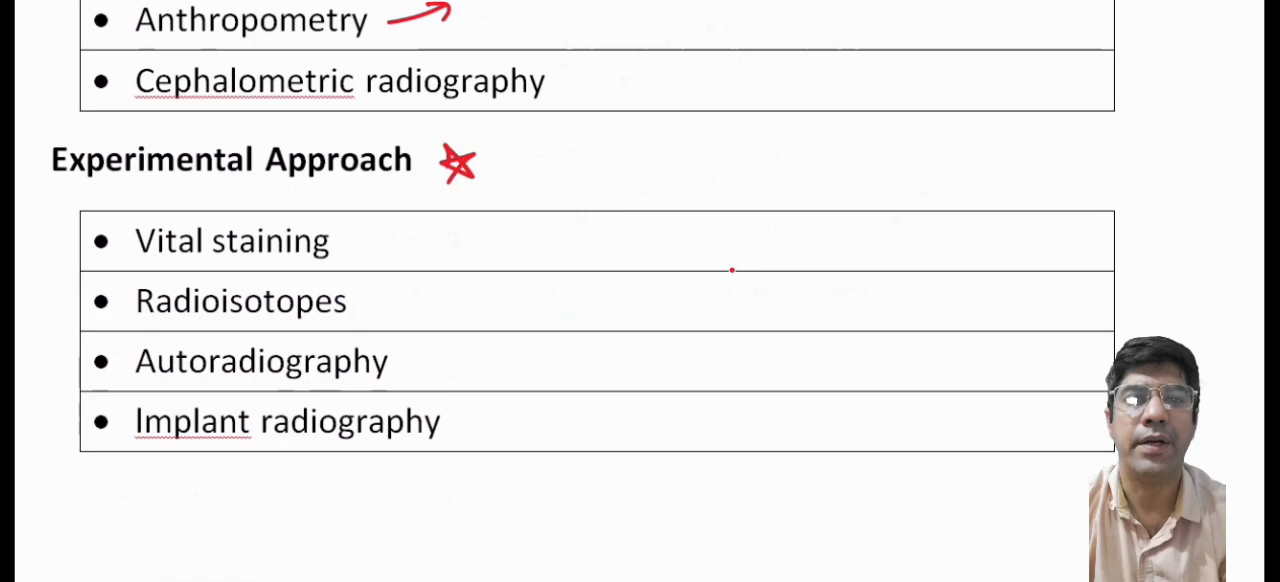 • Anthropometry
• Cephalometric radiography
Experimental Approach
• Vital staining
• Radioisotopes
• Autoradiography
• Implant radiography